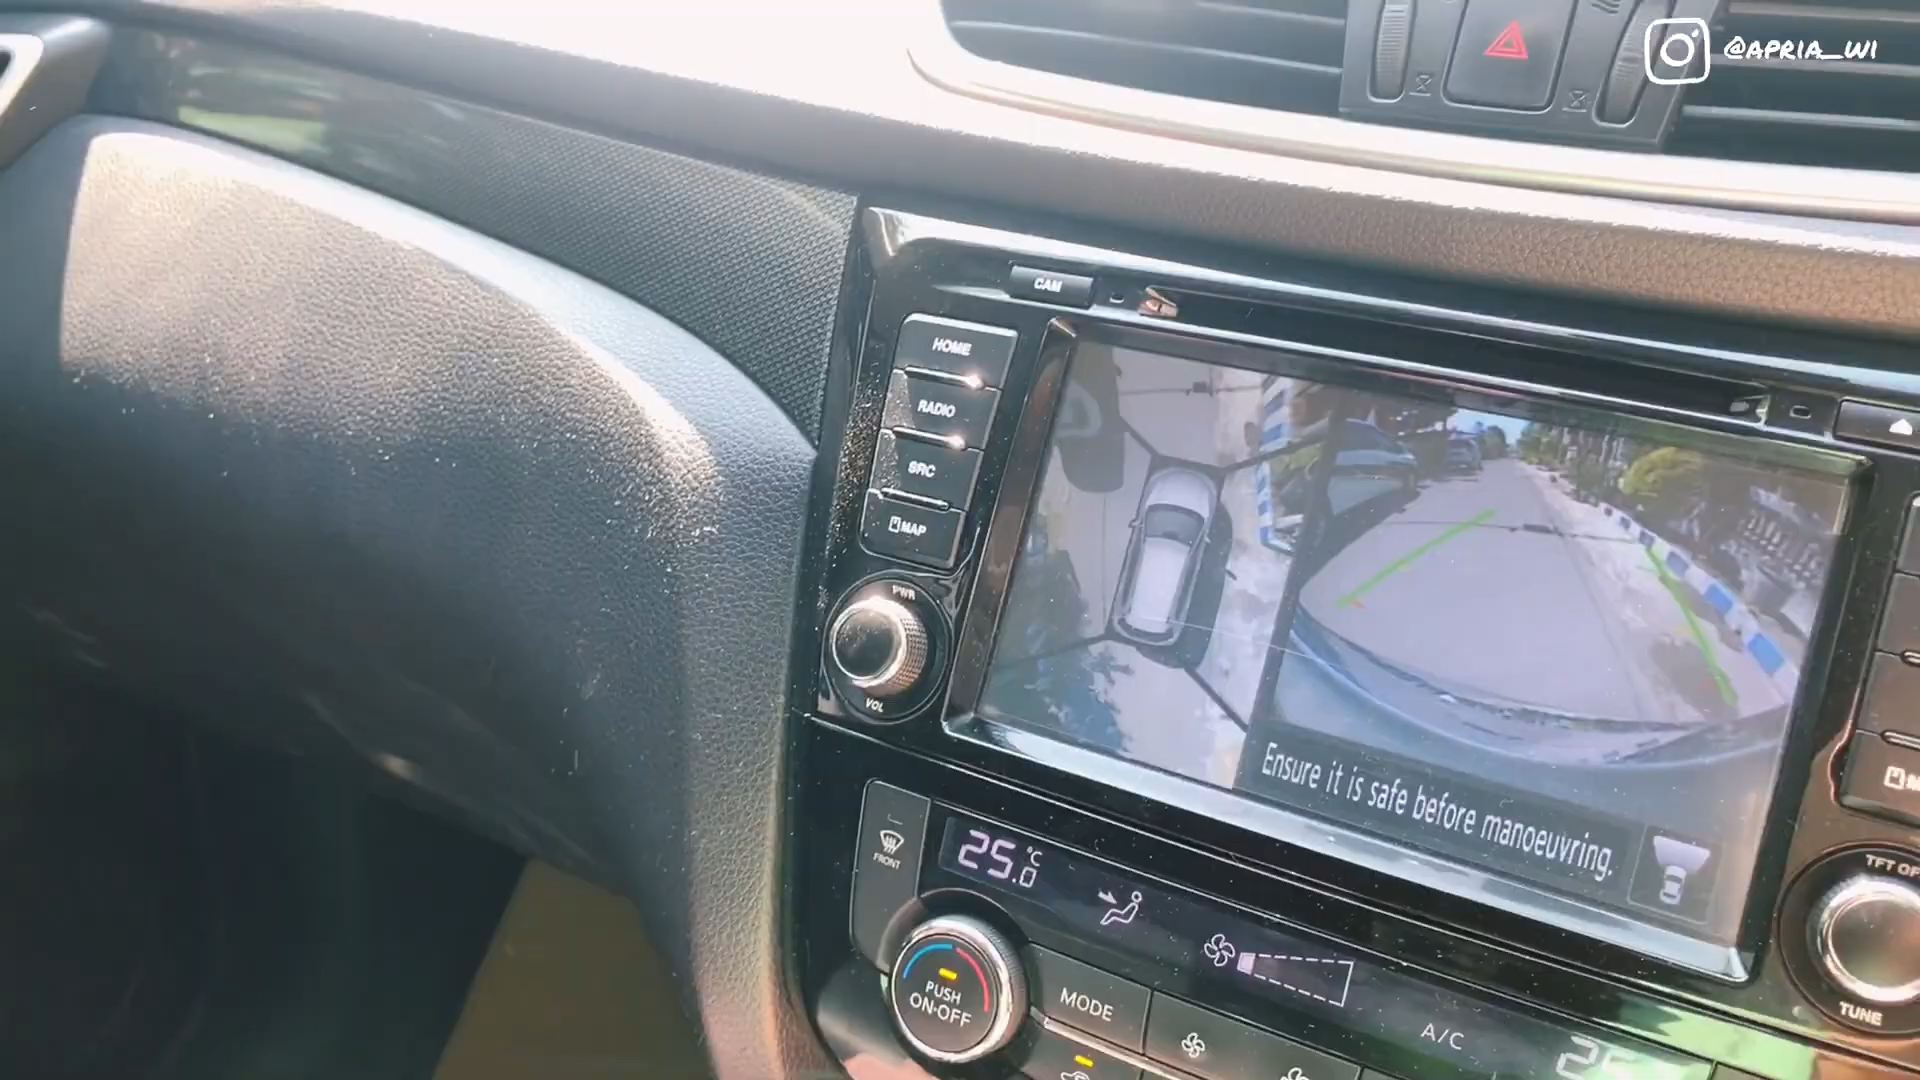 @APRIA_WI
CAM
HOME
RADIO
SRC
MAP
PWR
VOL
Ensure it is safe before manoeuvring.
FRONT
25.0 °C
PUSH
ON·OFF
MODE
A/C
TFT OF
TUNE